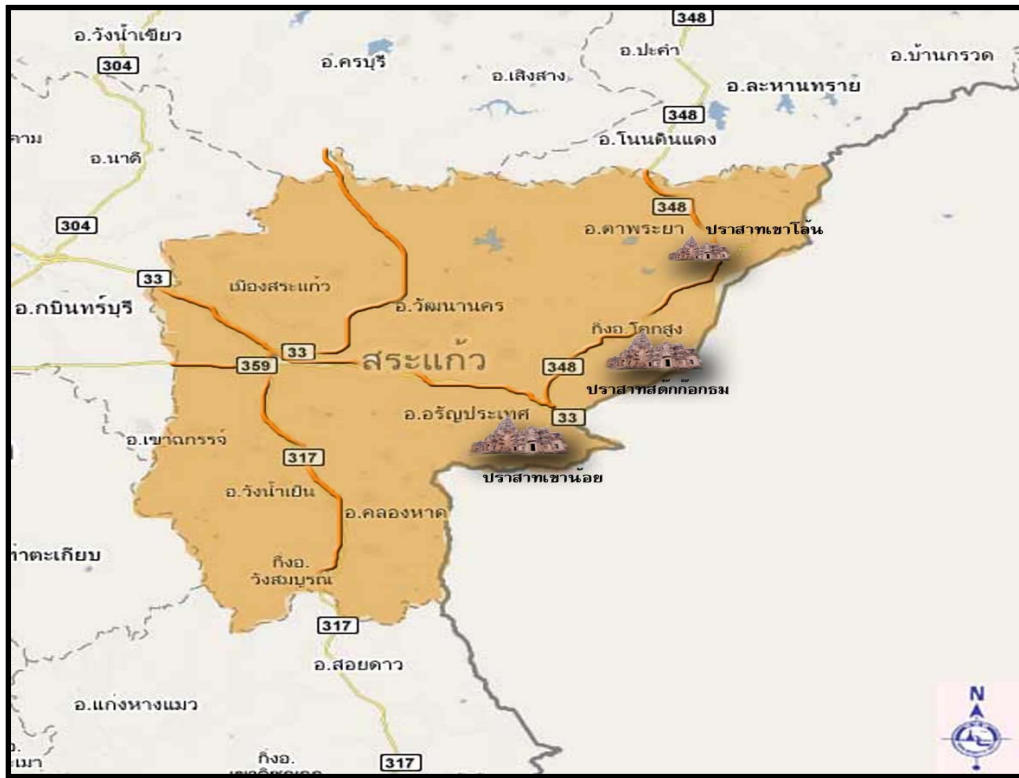 348
อ.วังน้ำเขียว
อ.ครบุรี
อ.ปะคำ
อ.บ้านกรวด
304
อ.เสิงสาง
อ.ละหานทราย
348
คาม
อ.นาดี
อ.โนนดินแดง
304
348
อ.ตาพระยา
ปราสาทเขาโล้น
33
เมืองสระแก้ว
อ.กบินทร์บุรี
อ.วัฒนานคร
กิ่งอ.โคกสูง
33
สระแก้ว
359
348
ปราสาทสด๊กก๊อกธม
อ.อรัญประเทศ
33
อ.เขาฉกรรจ์
317
ปราสาทเขาน้อย
อ.วังน้ำเย็น
อ.คลองหาด
ท่าตะเกียบ
กิ่งอ.
วังสมบูรณ์
317
อ.สอยดาว
N
อ.แก่งหางแมว
กิ่งอ.
317